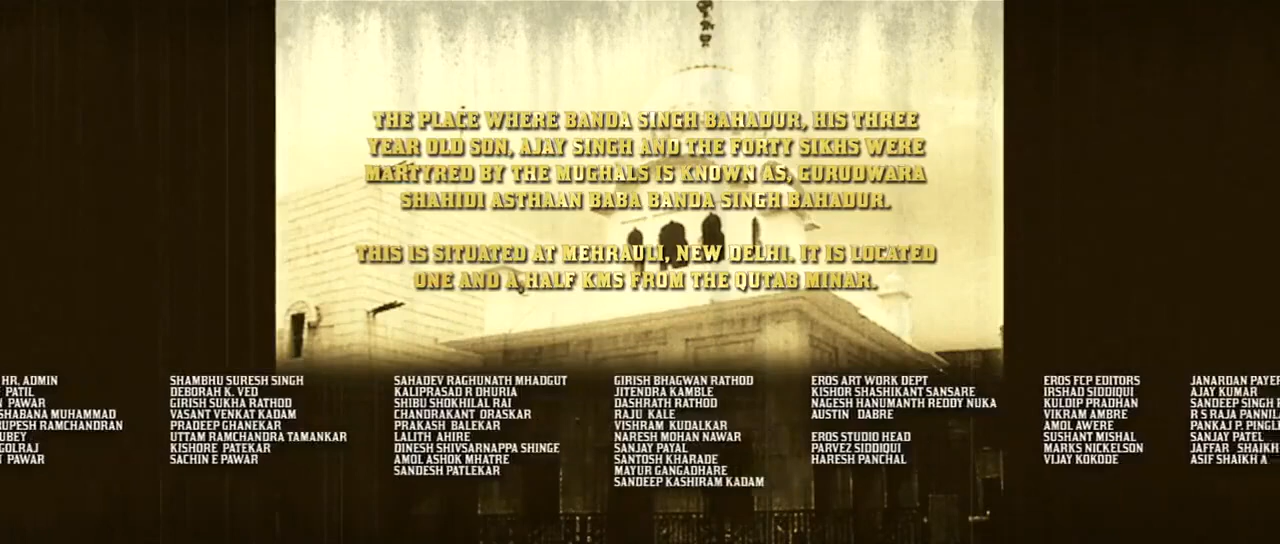 THE PLACE WHERE BANDA SINGH BAHADUR, HIS THREE
YEAR OLD SON, AJAY SINGH AND THE FORTY SIKHS WERE
MARTYRED BY THE MUGHALS IS KNOWN AS, GURUDWARA
SHAHIDI ASTHAAN BABA BANDA SINGH BAHADUR.
THIS IS SITUATED AT MEHRAULI, NEW DELHI. IT IS LOCATED
ONE AND A HALF KMS FROM THE QUTAB MINAR.
HR. ADMIN
PATIL
PAWAR
SHABANA MUHAMMAD
RUPESH RAMCHANDRAN
UBEY
GOLRAJ
PAWAR
SHAMBHU SURESH SINGH
DEBORAH K. VED
GIRISH SUKHA RATHOD
VASANT VENKAT KADAM
PRADEEP GHANEKAR
UTTAM RAMCHANDRA TAMANKAR
KISHORE PATEKAR
SACHIN E PAWAR
SAHADEV RAGHUNATH MHADGUT
KALIPRASAD R DHURIA
SHIBU SHOKHILAL RAI
CHANDRAKANT ORASKAR
PRAKASH BALEKAR
LALITH AHIRE
DINESH SHIVSARNAPPA SHINGE
AMOL ASHOK MHATRE
SANDESH PATLEKAR
GIRISH BHAGWAN RATHOD
JITENDRA KAMBLE
DASHRATH RATHOD
RAJU KALE
VISHRAM KUDALKAR
NARESH MOHAN NAWAR
SANJAY PAYAL
SANTOSH KHARADE
MAYUR GANGADHARE
SANDEEP KASHIRAM KADAM
EROS ART WORK DEPT
KISHOR SHASHIKANT SANSARE
NAGESH HANUMANTH REDDY NUKA
AUSTIN DABRE
EROS STUDIO HEAD
PARVEZ SIDDIQUI
HARESH PANCHAL
EROS FCP EDITORS
IRSHAD SIDDIQUI
KULDIP PRADHAN
VIKRAM AMBRE
AMOL AWERE
SUSHANT MISHAL
MARKS NICKELSON
VIJAY KOKODE
JANARDAN PAYER
AJAY KUMAR
SANDEEP SINGH
R S RAJA PANNIL
PANKAJ P. PINGL
SANJAY PATEL
JAFFAR SHAIKH
ASIF SHAIKH A